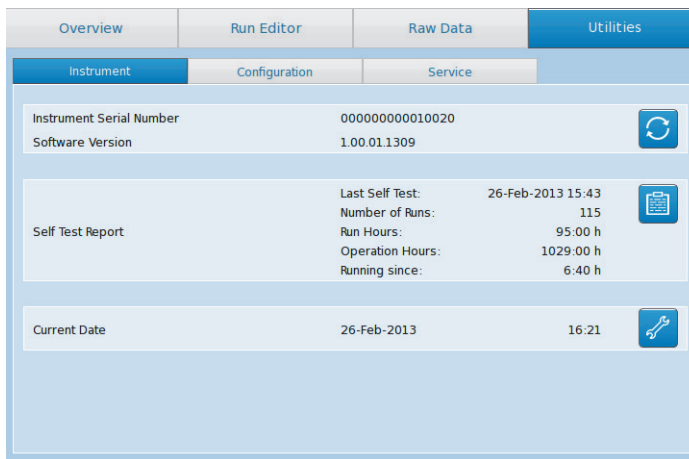 Overview Run Editor Raw Data Utilities
Instrument Configuration Service
Instrument Serial Number 000000000010020
Software Version 1.00.01.1309
Last Self Test: 26-Feb-2013 15:43
Number of Runs: 115
Self Test Report Run Hours: 95:00 h
Operation Hours: 1029:00 h
Running since: 6:40 h
Current Date 26-Feb-2013 16:21